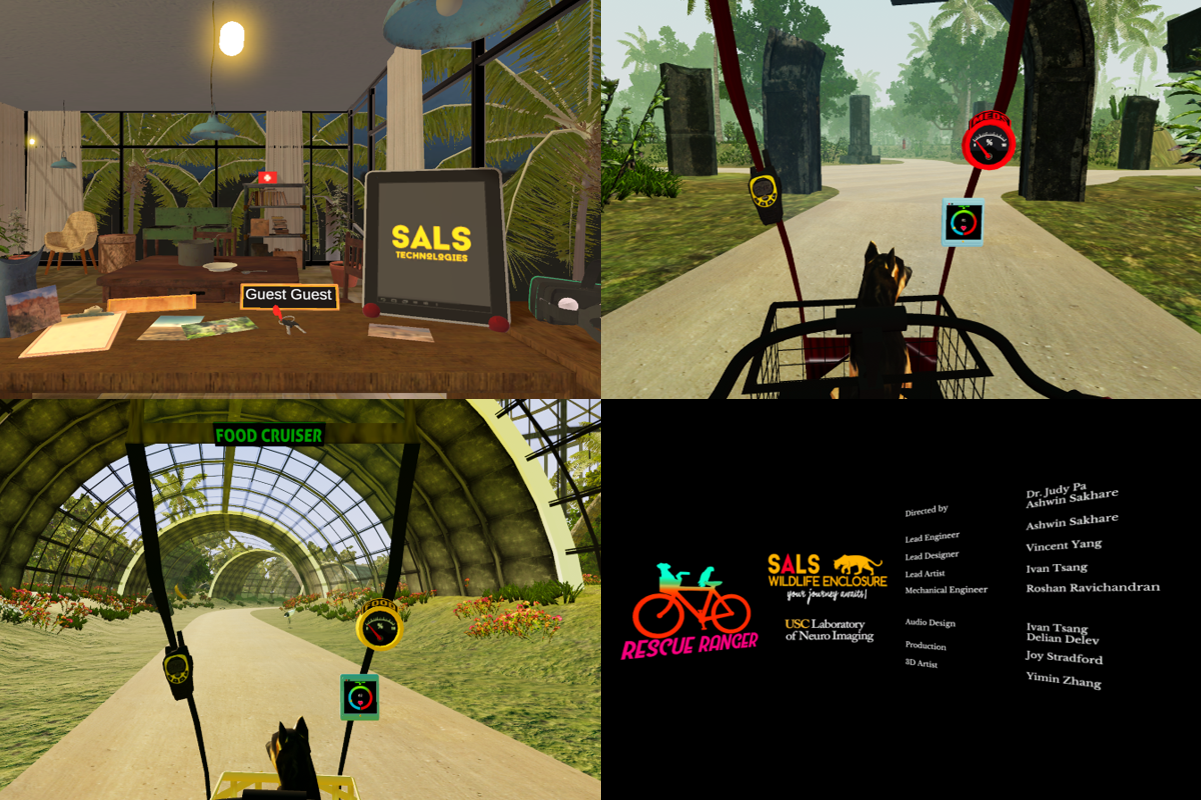 SALS
TECHNOLOGIES
Guest Guest
%
FOOD CRUISER
FOOD
Directed by
Dr. Judy Pa
Ashwin Sakhare
Lead Engineer
Ashwin Sakhare
Lead Designer
Vincent Yang
Lead Artist
Ivan Tsang
Mechanical Engineer
Roshan Ravichandran
Audio Design
Ivan Tsang
Delian Delev
Production
Joy Stradford
3D Artist
Yimin Zhang
SALS
WILDLIFE ENCLOSURE
your journey awaits!
USC Laboratory
of Neuro Imaging
RESCUE RANGER